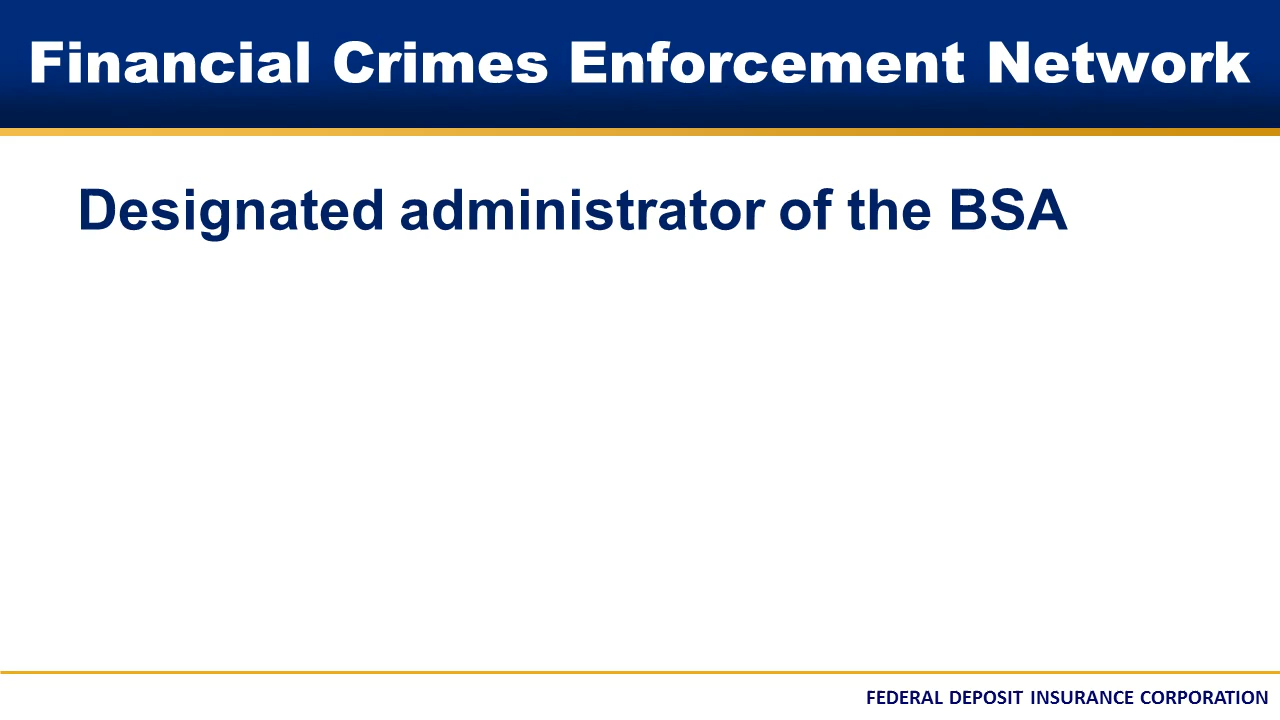 Financial Crimes Enforcement Network
Designated administrator of the BSA
FEDERAL DEPOSIT INSURANCE CORPORATION